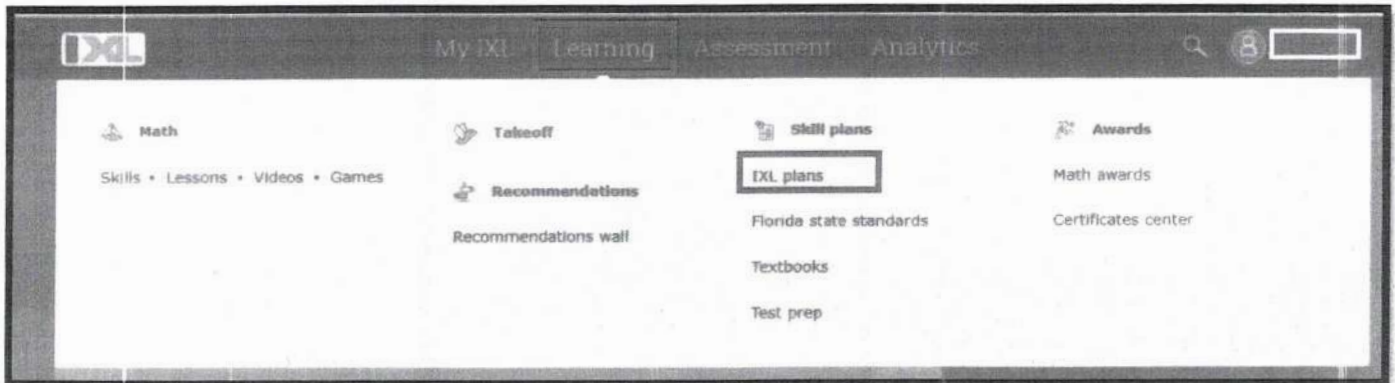 IXL My IXL Learning Assessment Analytics
Math
Skills • Lessons • Videos • Games
Takeoff
Recommendations
Recommendations wall
Skill plans
IXL plans
Florida state standards
Textbooks
Test prep
Awards
Math awards
Certificates center